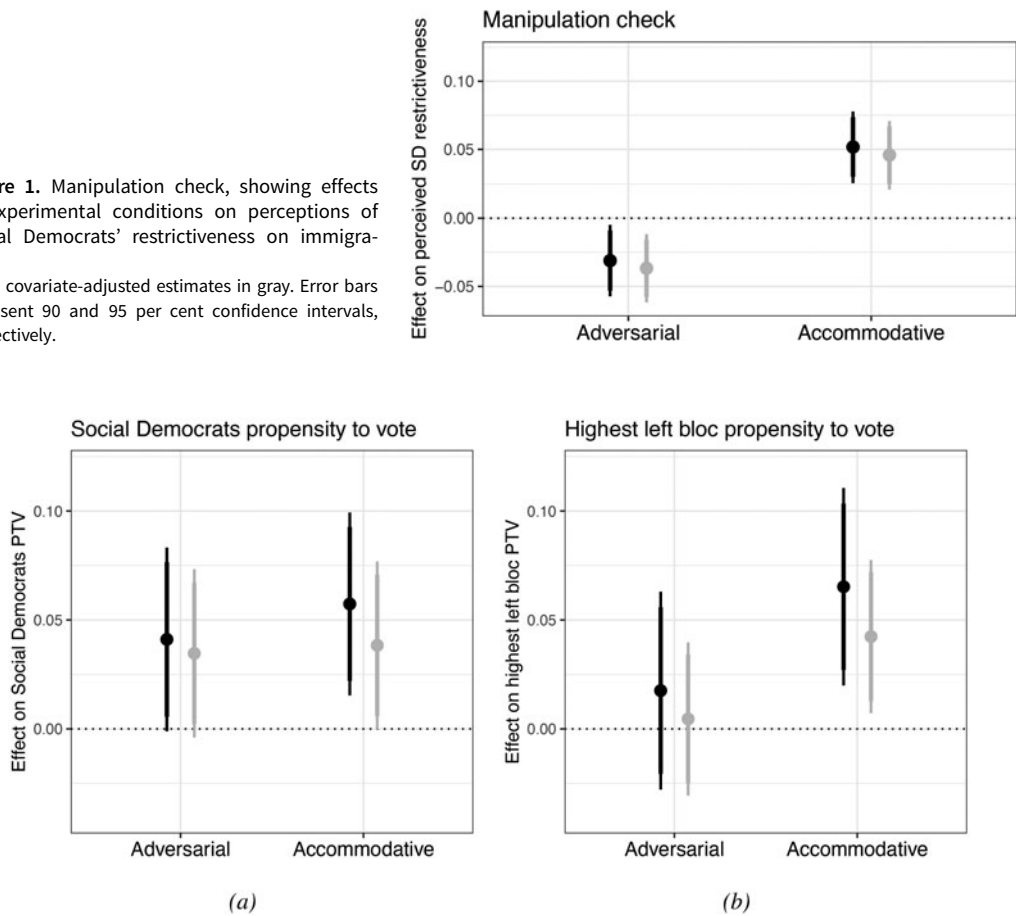 Manipulation check
Effect on perceived SD restrictiveness
0.10
0.05
0.00
−0.05
Adversarial
Accommodative
re 1. Manipulation check, showing effects
xperimental conditions on perceptions of
al Democrats' restrictiveness on immigra-
covariate-adjusted estimates in gray. Error bars
sent 90 and 95 per cent confidence intervals,
ectively.
Social Democrats propensity to vote
Effect on Social Democrats PTV
0.10
0.05
0.00
Adversarial
Accommodative
(a)
Highest left bloc propensity to vote
Effect on highest left bloc PTV
0.10
0.05
0.00
Adversarial
Accommodative
(b)